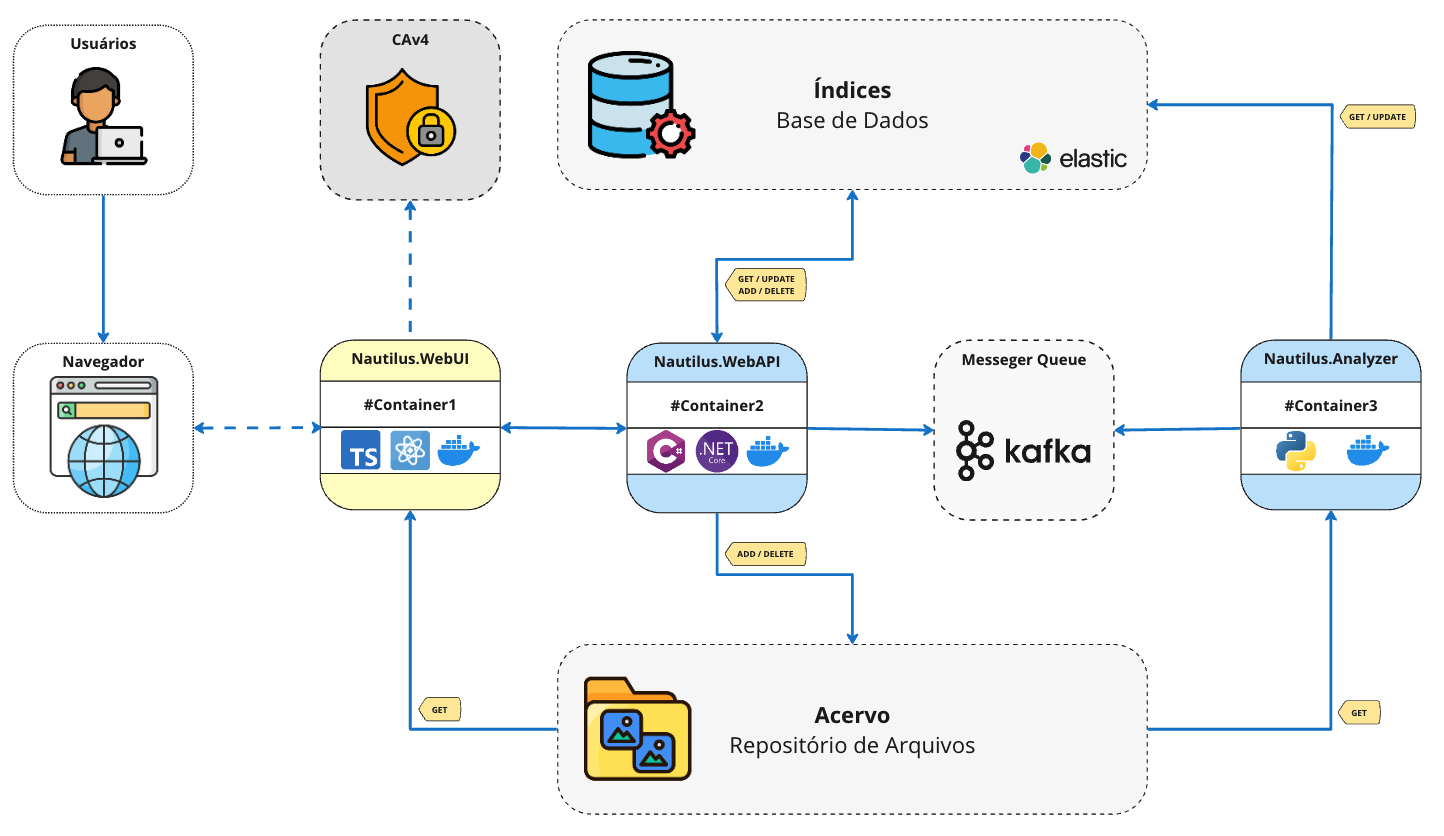 Usuários
CAv4
Índices
Base de Dados
elastic
GET / UPDATE
GET / UPDATE
ADD / DELETE
Navegador
Nautilus.WebUI
#Container1
TS
Nautilus.WebAPI
#Container2
C#
.NET
Core
Messeger Queue
kafka
Nautilus.Analyzer
#Container3
ADD / DELETE
GET
Acervo
Repositório de Arquivos
GET